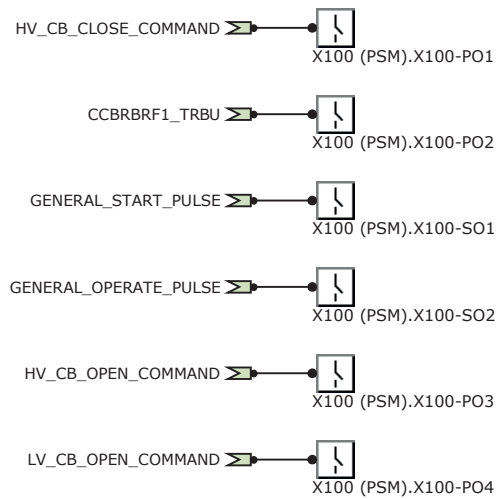 HV_CB_CLOSE_COMMAND
X100 (PSM).X100-PO1
CCBRBRF1_TRBU
X100 (PSM).X100-PO2
GENERAL_START_PULSE
X100 (PSM).X100-SO1
GENERAL_OPERATE_PULSE
X100 (PSM).X100-SO2
HV_CB_OPEN_COMMAND
X100 (PSM).X100-PO3
LV_CB_OPEN_COMMAND
X100 (PSM).X100-PO4